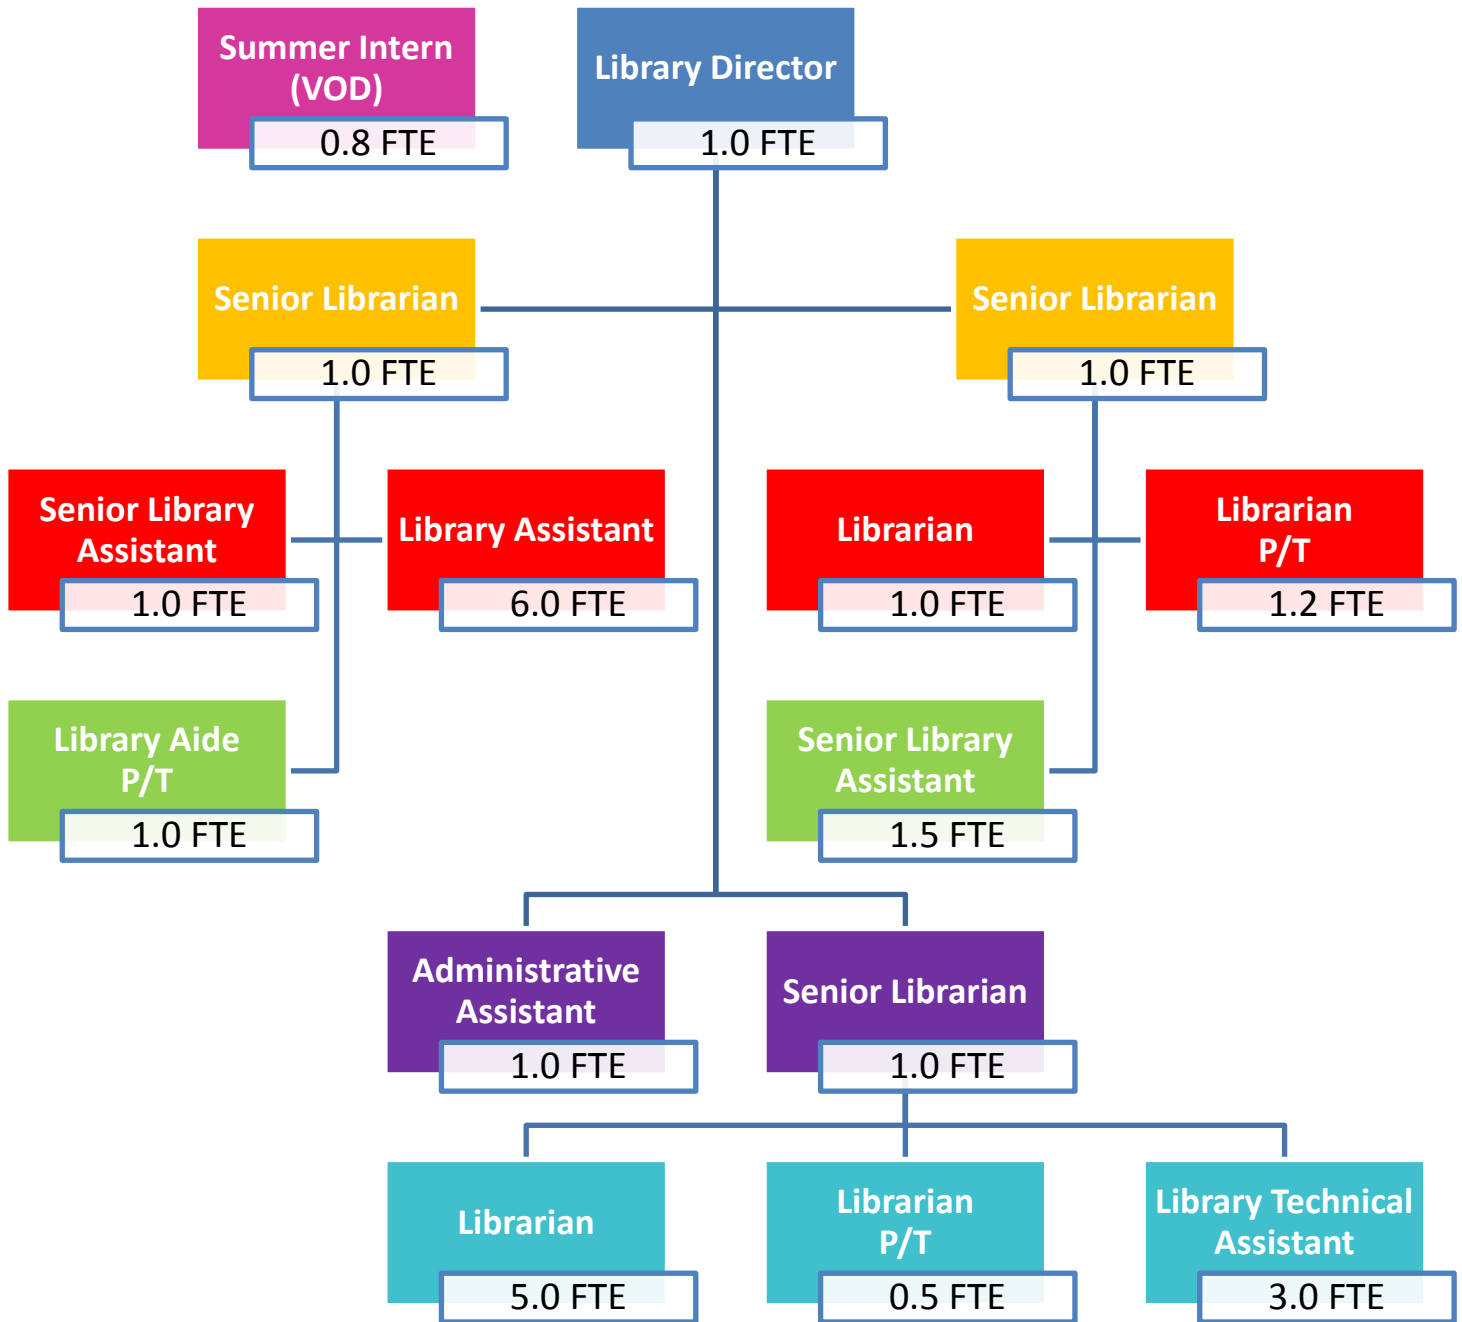 Summer Intern
(VOD)
0.8 FTE
Library Director
1.0 FTE
Senior Librarian
1.0 FTE
Senior Librarian
1.0 FTE
Senior Library
Assistant
1.0 FTE
Library Assistant
6.0 FTE
Librarian
1.0 FTE
Librarian
P/T
1.2 FTE
Library Aide
P/T
1.0 FTE
Senior Library
Assistant
1.5 FTE
Administrative
Assistant
1.0 FTE
Senior Librarian
1.0 FTE
Librarian
5.0 FTE
Librarian
P/T
0.5 FTE
Library Technical
Assistant
3.0 FTE